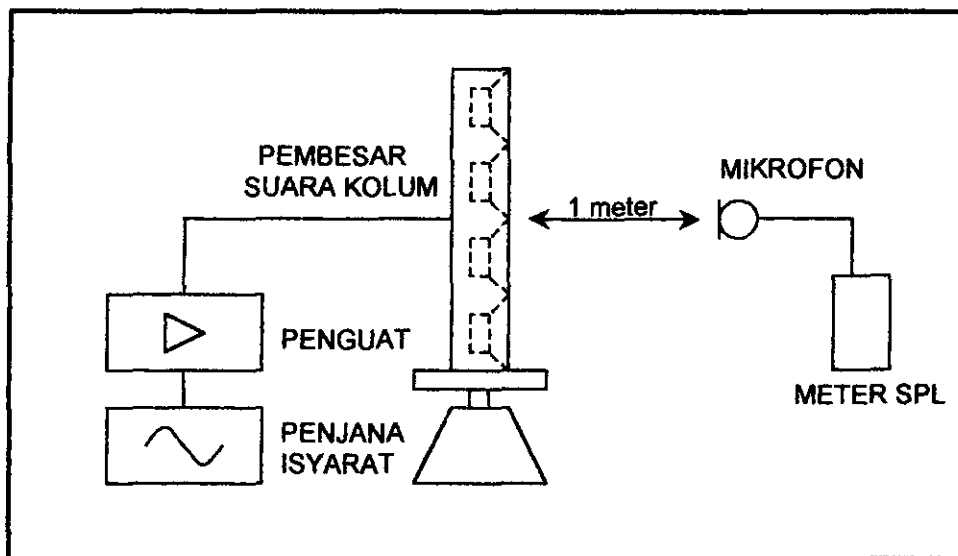 PEMBESAR
SUARA KOLUM
MIKROFON
1 meter
PENGUAT
METER SPL
PENJANA
ISYARAT